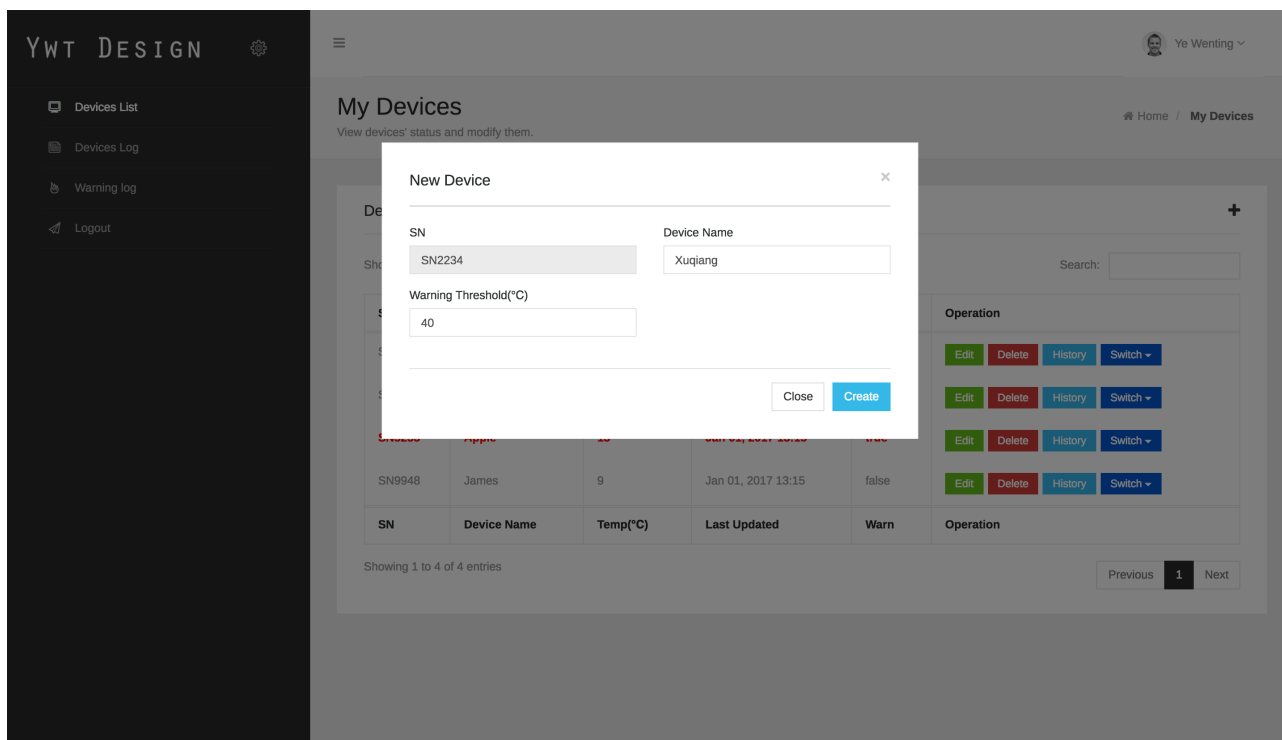 YWT DESIGN
Ye Wenting
Devices List
Devices Log
Warning log
Logout
My Devices
View devices' status and modify them.
Home / My Devices
New Device ×
SN Device Name
SN2234 Xuqiang
Warning Threshold(°C)
40
Close Create
Search:
Operation
Edit Delete History Switch
Edit Delete History Switch
Edit Delete History Switch
SN9948 James 9 Jan 01, 2017 13:15 false Edit Delete History Switch
SN Device Name Temp(°C) Last Updated Warn Operation
Showing 1 to 4 of 4 entries
Previous 1 Next